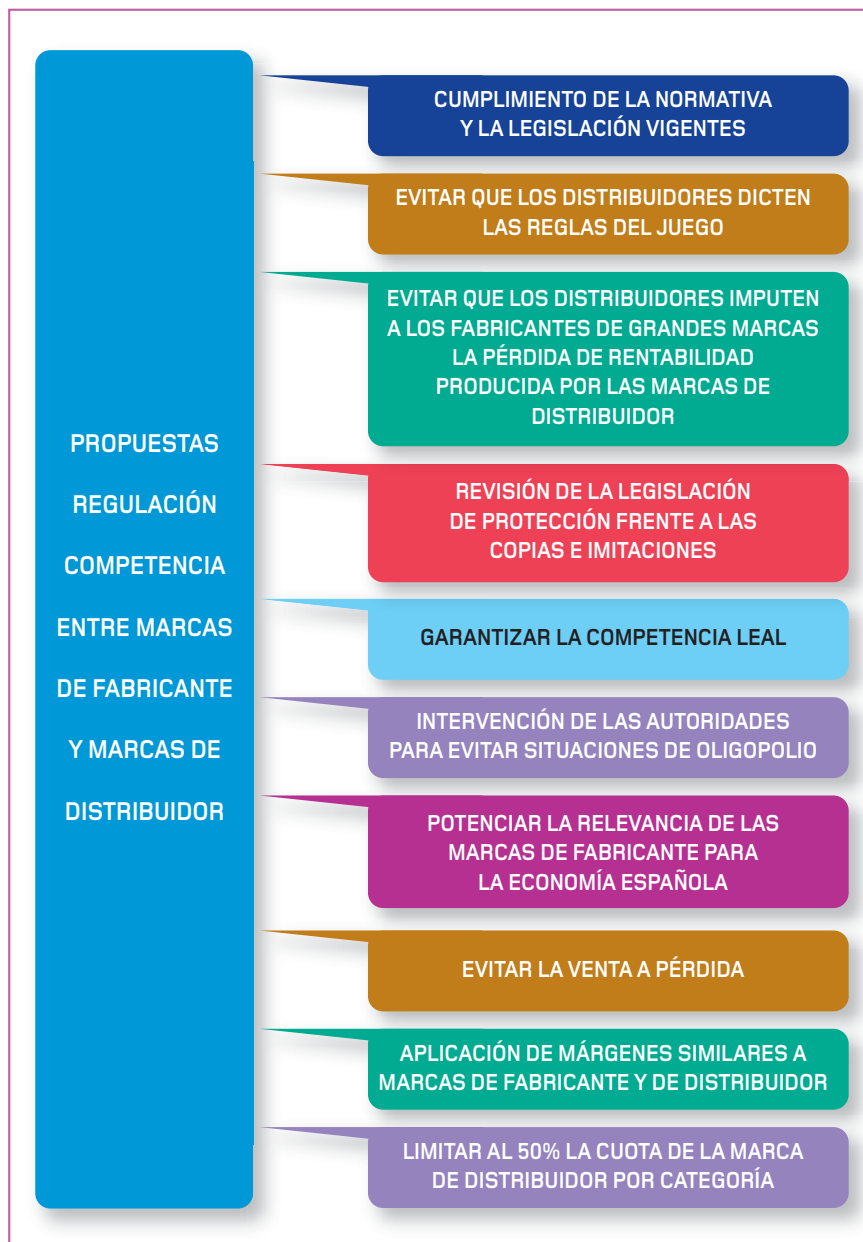 PROPUESTAS
REGULACIÓN
COMPETENCIA
ENTRE MARCAS
DE FABRICANTE
Y MARCAS DE
DISTRIBUIDOR
CUMPLIMIENTO DE LA NORMATIVA
Y LA LEGISLACIÓN VIGENTES
EVITAR QUE LOS DISTRIBUIDORES DICTEN
LAS REGLAS DEL JUEGO
EVITAR QUE LOS DISTRIBUIDORES IMPUTEN
A LOS FABRICANTES DE GRANDES MARCAS
LA PÉRDIDA DE RENTABILIDAD
PRODUCIDA POR LAS MARCAS DE
DISTRIBUIDOR
REVISIÓN DE LA LEGISLACIÓN
DE PROTECCIÓN FRENTE A LAS
COPIAS E IMITACIONES
GARANTIZAR LA COMPETENCIA LEAL
INTERVENCIÓN DE LAS AUTORIDADES
PARA EVITAR SITUACIONES DE OLIGOPOLIO
POTENCIAR LA RELEVANCIA DE LAS
MARCAS DE FABRICANTE PARA
LA ECONOMÍA ESPAÑOLA
EVITAR LA VENTA A PÉRDIDA
APLICACIÓN DE MÁRGENES SIMILARES A
MARCAS DE FABRICANTE Y DE DISTRIBUIDOR
LIMITAR AL 50% LA CUOTA DE LA MARCA
DE DISTRIBUIDOR POR CATEGORÍA